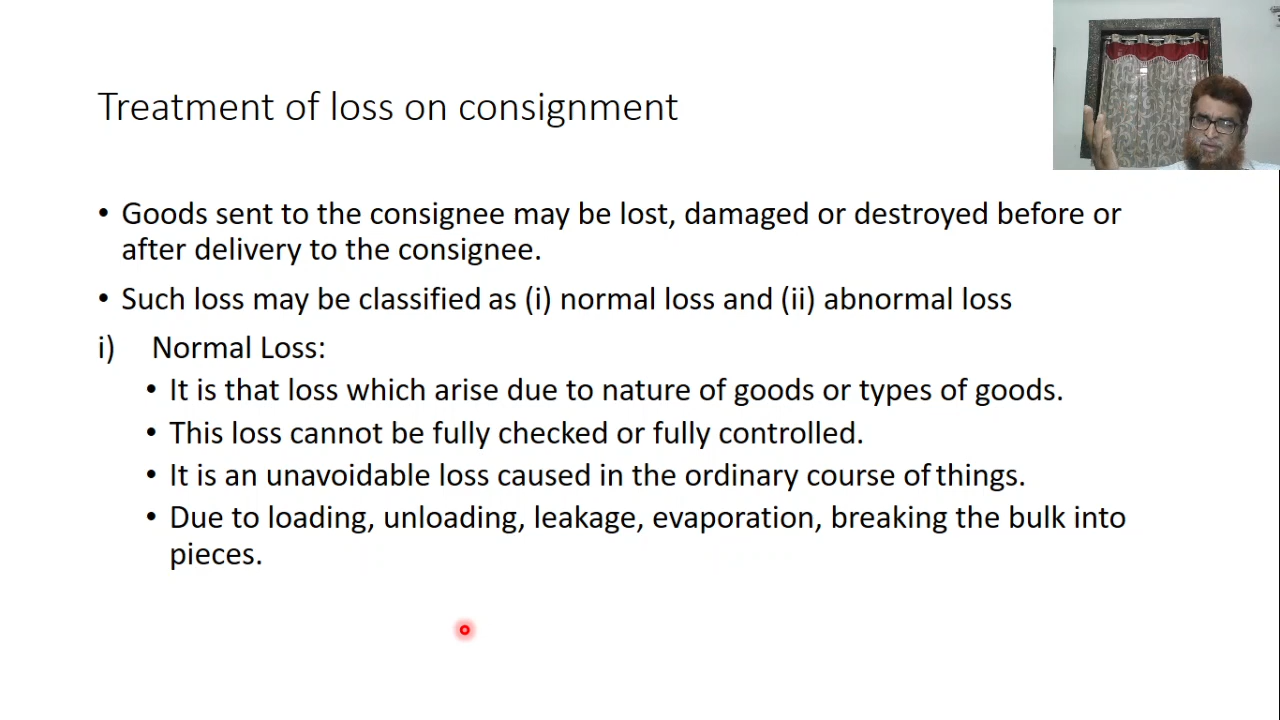 Treatment of loss on consignment
• Goods sent to the consignee may be lost, damaged or destroyed before or
after delivery to the consignee.
• Such loss may be classified as (i) normal loss and (ii) abnormal loss
i) Normal Loss:
• It is that loss which arise due to nature of goods or types of goods.
• This loss cannot be fully checked or fully controlled.
• It is an unavoidable loss caused in the ordinary course of things.
• Due to loading, unloading, leakage, evaporation, breaking the bulk into
pieces.